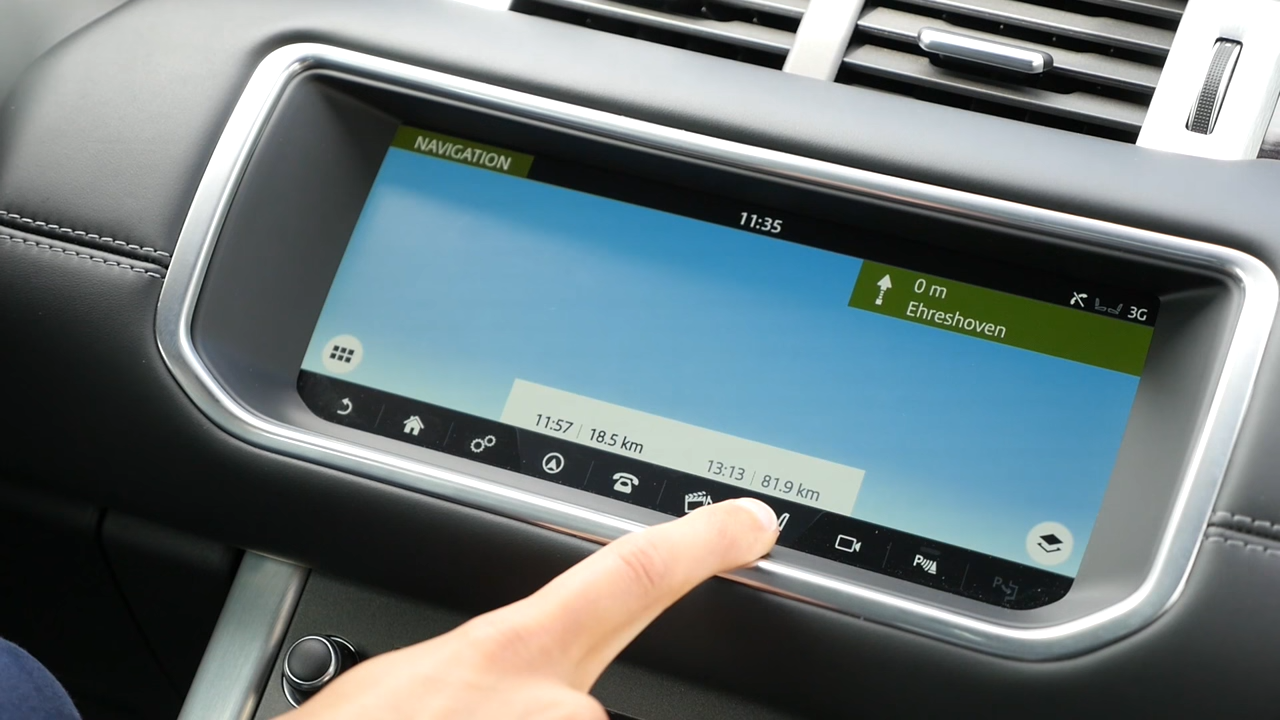 NAVIGATION
11:35
0 m
Ehreshoven
3G
11:57 | 18.5 km
13:13 | 81.9 km
P
P